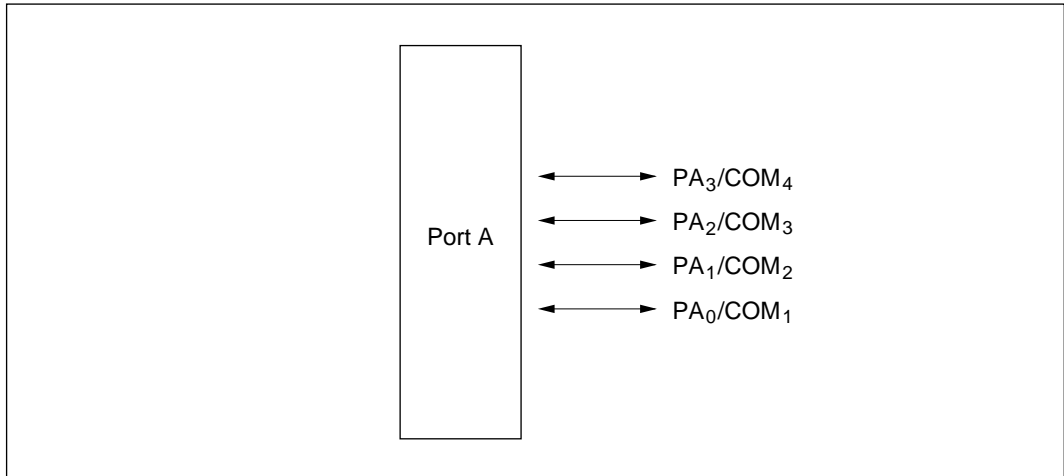 PA₃/COM₄
PA₂/COM₃
Port A
PA₁/COM₂
PA₀/COM₁